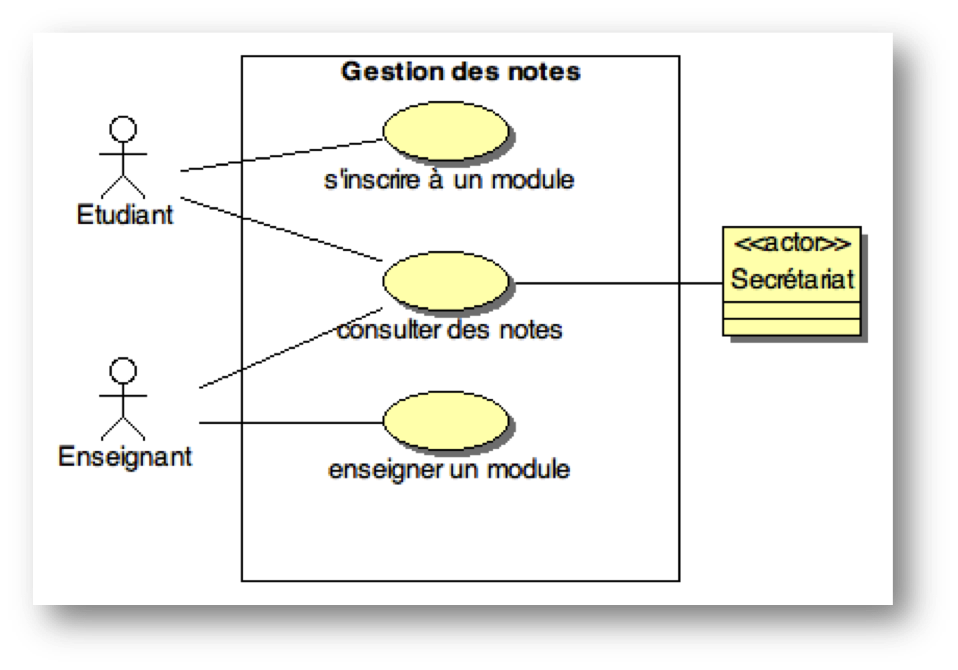 Gestion des notes
s'inscrire à un module
Etudiant
<<actor>>
Secrétariat
consulter des notes
Enseignant
enseigner un module